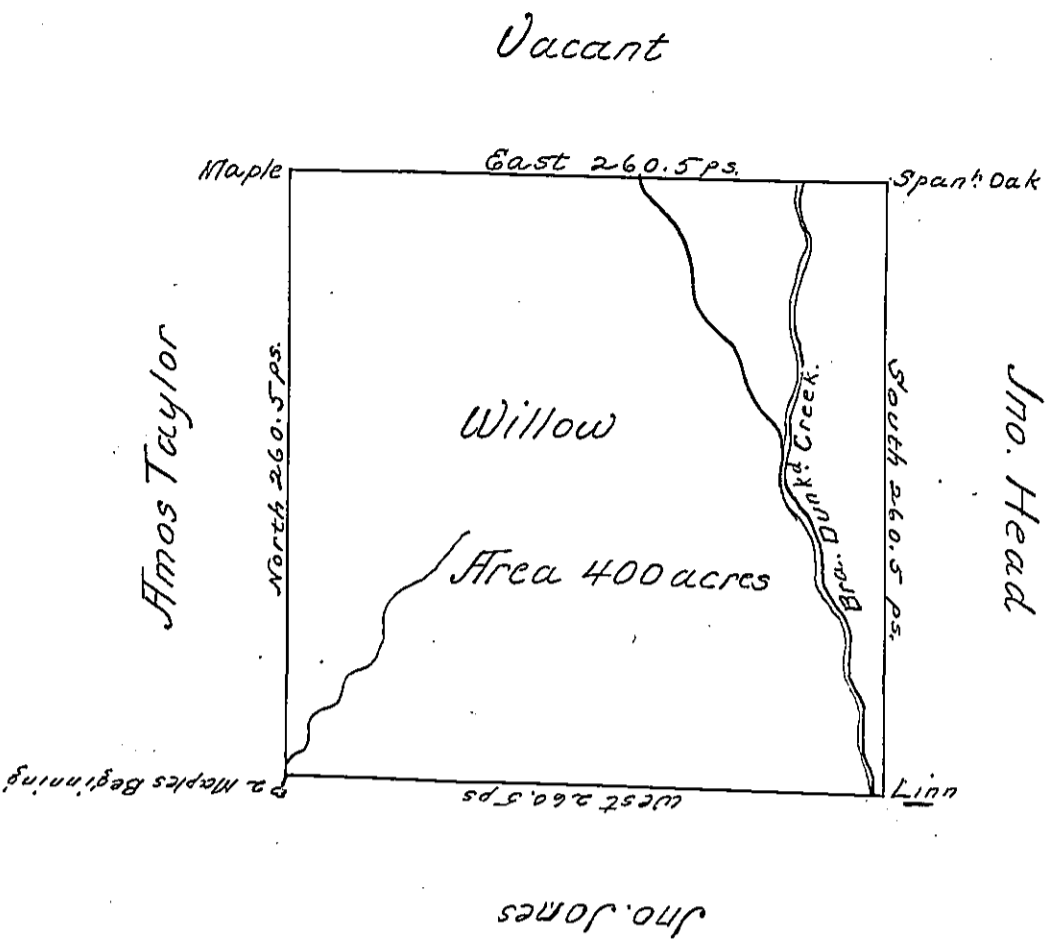 Vacant
Maple
East 260.5 ps.
Span'h Oak
Amos Taylor
North 260.5 ps.
Willow
Area 400 acres
Bra. Dunkd. Creek.
South 260.5 ps.
Jno. Head
2 Maples Beginning
West 260.5 ps
Linn
Jno. Jones